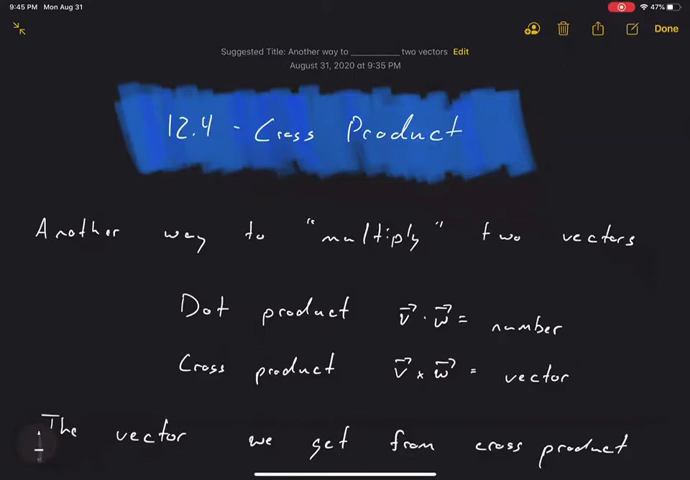 9:45 PM Mon Aug 31
47%
Done
Suggested Title: Another way to __________ two vectors Edit
August 31, 2020 at 9:35 PM
12.4 - Cross Product
Another way to "multiply" two vectors
Dot product v⃗ · w⃗ = number
Cross product v⃗ × w⃗ = vector
The vector we get from cross product